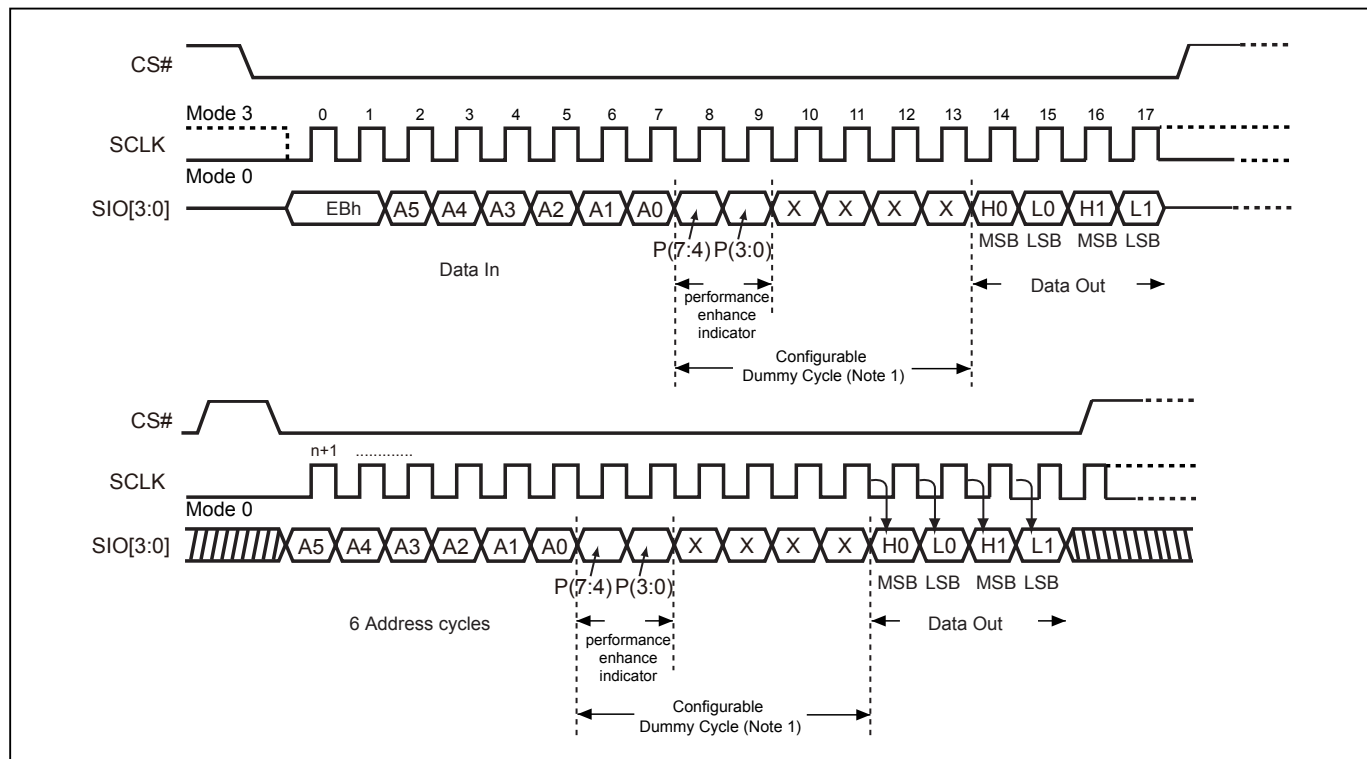 CS#
Mode 3
0 1 2 3 4 5 6 7 8 9 10 11 12 13 14 15 16 17
SCLK
Mode 0
SIO[3:0] EBh A5 A4 A3 A2 A1 A0 X X X X H0 L0 H1 L1
P(7:4) P(3:0) MSB LSB MSB LSB
Data In
performance
enhance
indicator
Data Out
Configurable
Dummy Cycle (Note 1)
CS#
n+1 .............
SCLK
Mode 0
SIO[3:0] A5 A4 A3 A2 A1 A0 X X X X H0 L0 H1 L1
P(7:4) P(3:0) MSB LSB MSB LSB
6 Address cycles
performance
enhance
indicator
Data Out
Configurable
Dummy Cycle (Note 1)